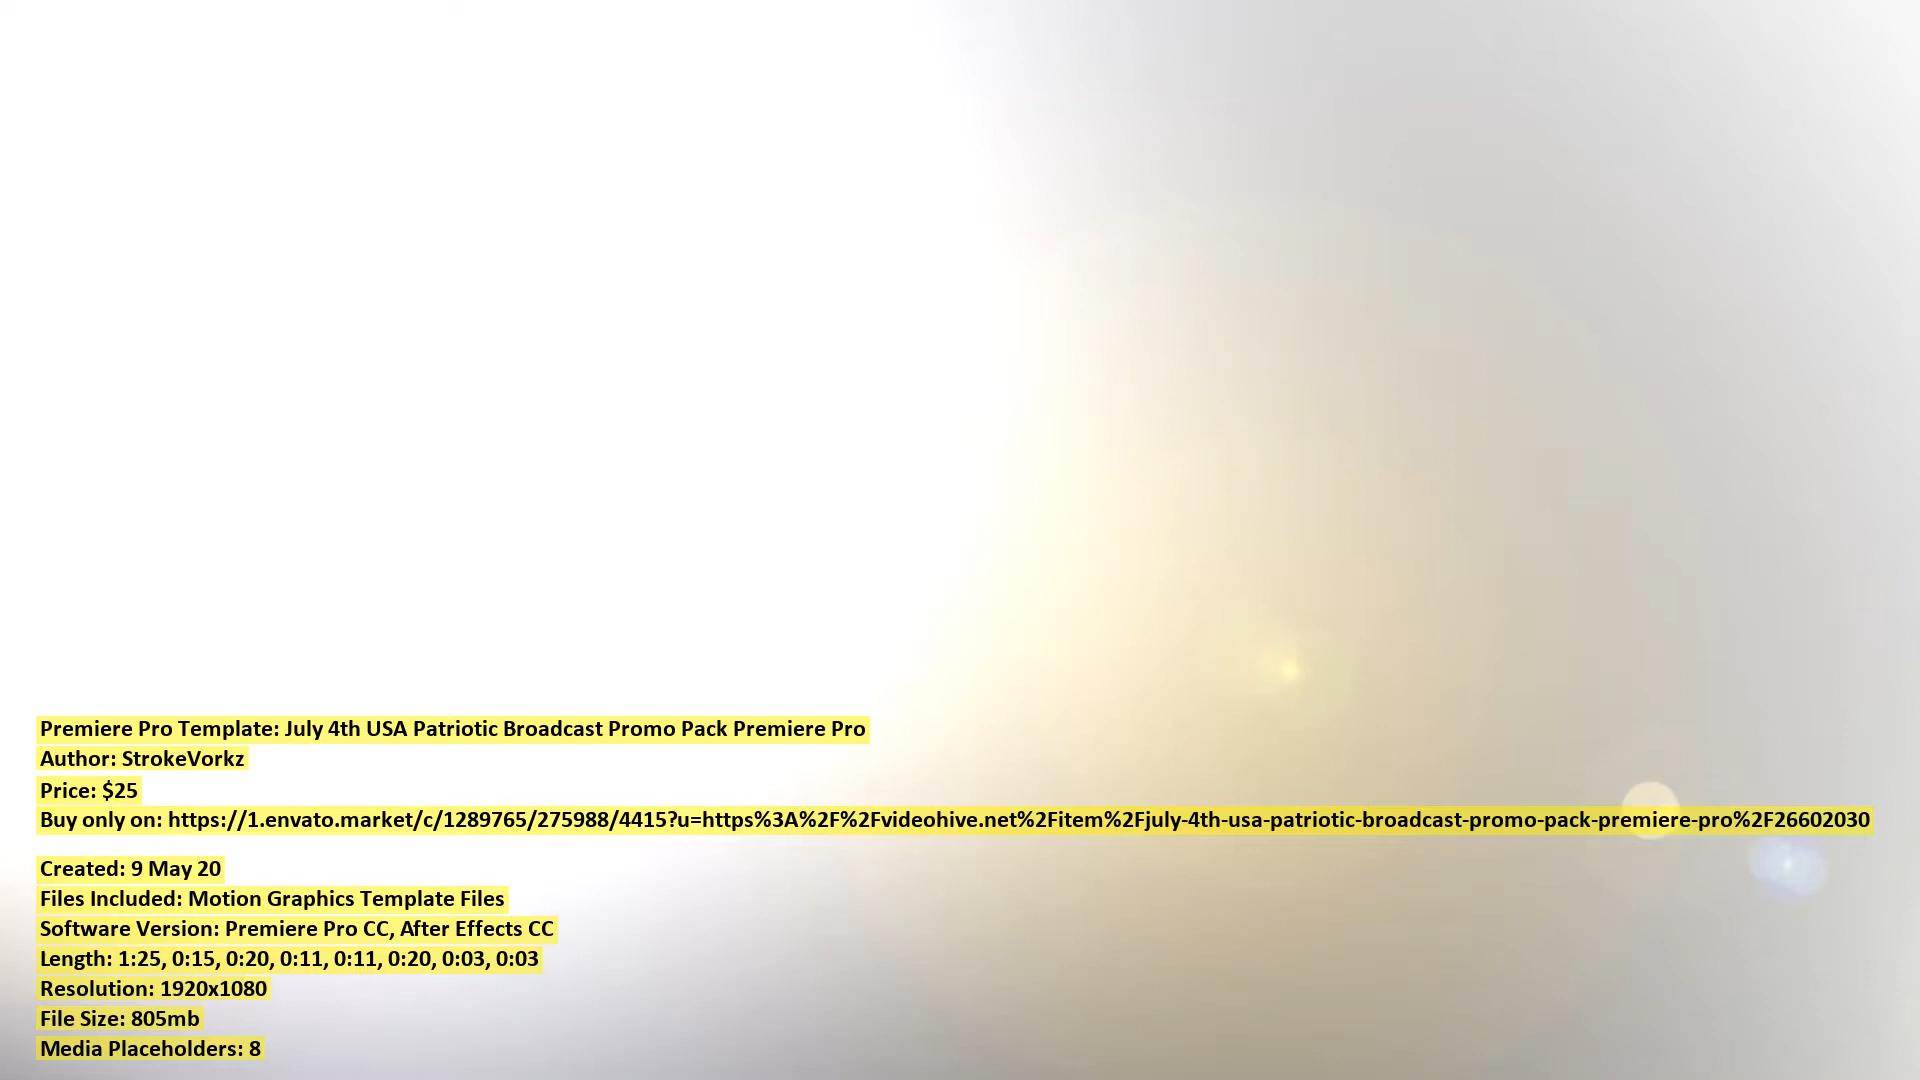 Premiere Pro Template: July 4th USA Patriotic Broadcast Promo Pack Premiere Pro
Author: StrokeVorkz
Price: $25
Buy only on: https://1.envato.market/c/1289765/275988/4415?u=https%3A%2F%2Fvideohive.net%2Fitem%2Fjuly-4th-usa-patriotic-broadcast-promo-pack-premiere-pro%2F26602030
Created: 9 May 20
Files Included: Motion Graphics Template Files
Software Version: Premiere Pro CC, After Effects CC
Length: 1:25, 0:15, 0:20, 0:11, 0:11, 0:20, 0:03, 0:03
Resolution: 1920x1080
File Size: 805mb
Media Placeholders: 8